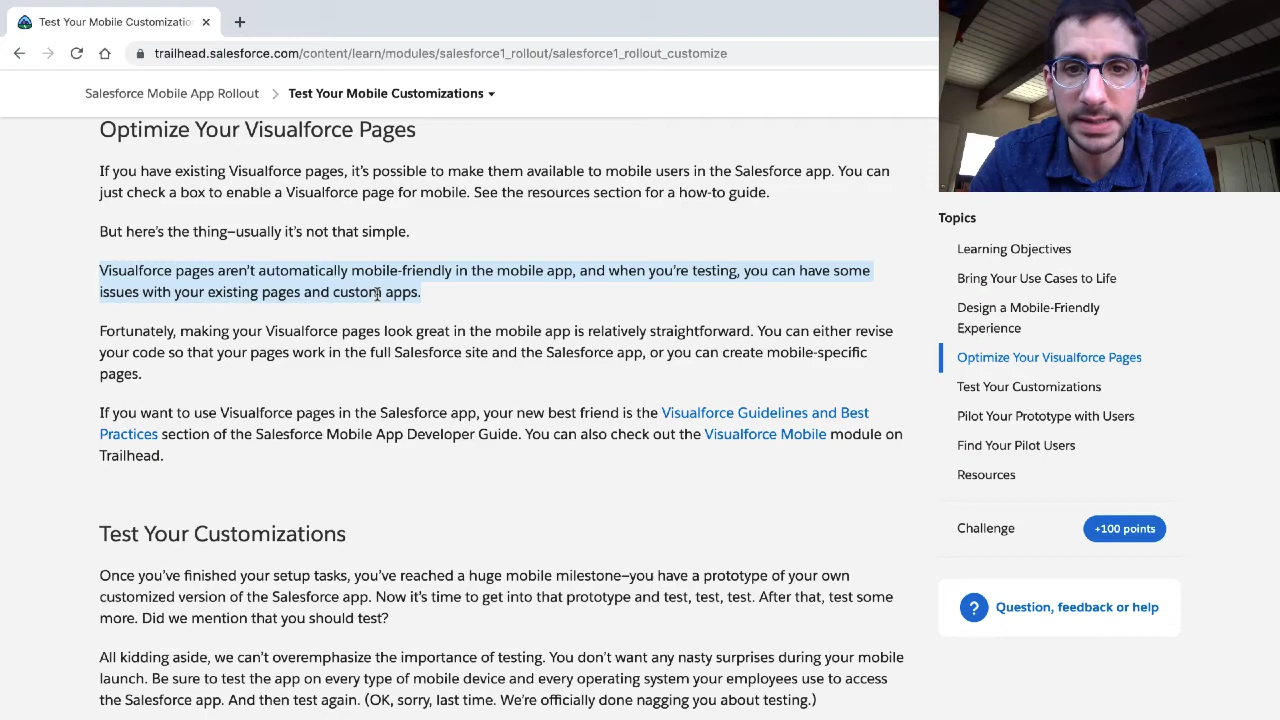 Test Your Mobile Customizatio
trailhead.salesforce.com/content/learn/modules/salesforce1_rollout/salesforce1_rollout_customize
Salesforce Mobile App Rollout
Test Your Mobile Customizations
Optimize Your Visualforce Pages
If you have existing Visualforce pages, it’s possible to make them available to mobile users in the Salesforce app. You can
just check a box to enable a Visualforce page for mobile. See the resources section for a how-to guide.
But here’s the thing—usually it’s not that simple.
Visualforce pages aren’t automatically mobile-friendly in the mobile app, and when you’re testing, you can have some
issues with your existing pages and custom apps.
Fortunately, making your Visualforce pages look great in the mobile app is relatively straightforward. You can either revise
your code so that your pages work in the full Salesforce site and the Salesforce app, or you can create mobile-specific
pages.
If you want to use Visualforce pages in the Salesforce app, your new best friend is the Visualforce Guidelines and Best
Practices section of the Salesforce Mobile App Developer Guide. You can also check out the Visualforce Mobile module on
Trailhead.
Test Your Customizations
Once you’ve finished your setup tasks, you’ve reached a huge mobile milestone—you have a prototype of your own
customized version of the Salesforce app. Now it’s time to get into that prototype and test, test, test. After that, test some
more. Did we mention that you should test?
All kidding aside, we can’t overemphasize the importance of testing. You don’t want any nasty surprises during your mobile
launch. Be sure to test the app on every type of mobile device and every operating system your employees use to access
the Salesforce app. And then test again. (OK, sorry, last time. We’re officially done nagging you about testing.)
Topics
Learning Objectives
Bring Your Use Cases to Life
Design a Mobile-Friendly
Experience
Optimize Your Visualforce Pages
Test Your Customizations
Pilot Your Prototype with Users
Find Your Pilot Users
Resources
Challenge
+100 points
? Question, feedback or help